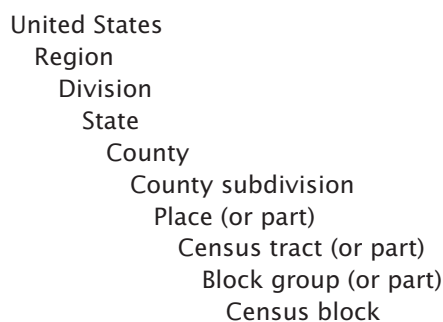 United States
Region
Division
State
County
County subdivision
Place (or part)
Census tract (or part)
Block group (or part)
Census block